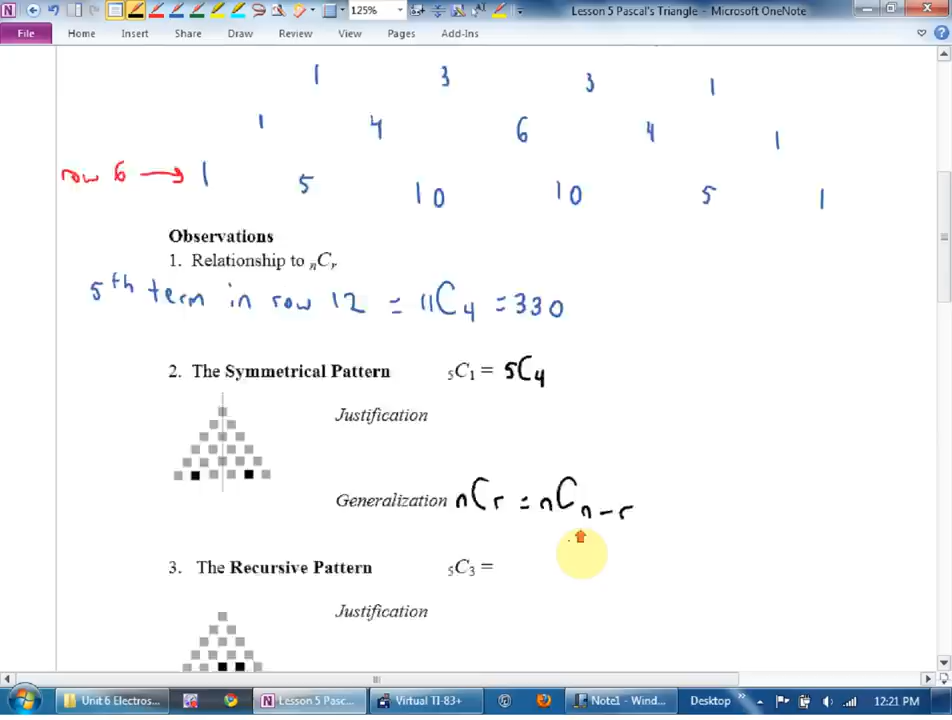 125% Lesson 5 Pascal's Triangle - Microsoft OneNote
File Home Insert Share Draw Review View Pages Add-Ins
1 3 3 1
1 4 6 4 1
row 6 → 1 5 10 10 5 1
Observations
1. Relationship to nCr
5th term in row 12 = 11C4 = 330
2. The Symmetrical Pattern 5C1 = 5C4
Justification
Generalization nCr = nCn-r
3. The Recursive Pattern 5C3 =
Justification
Unit 6 Electros... Lesson 5 Pasc... Virtual TI-83+ Note1 - Wind... Desktop 12:21 PM